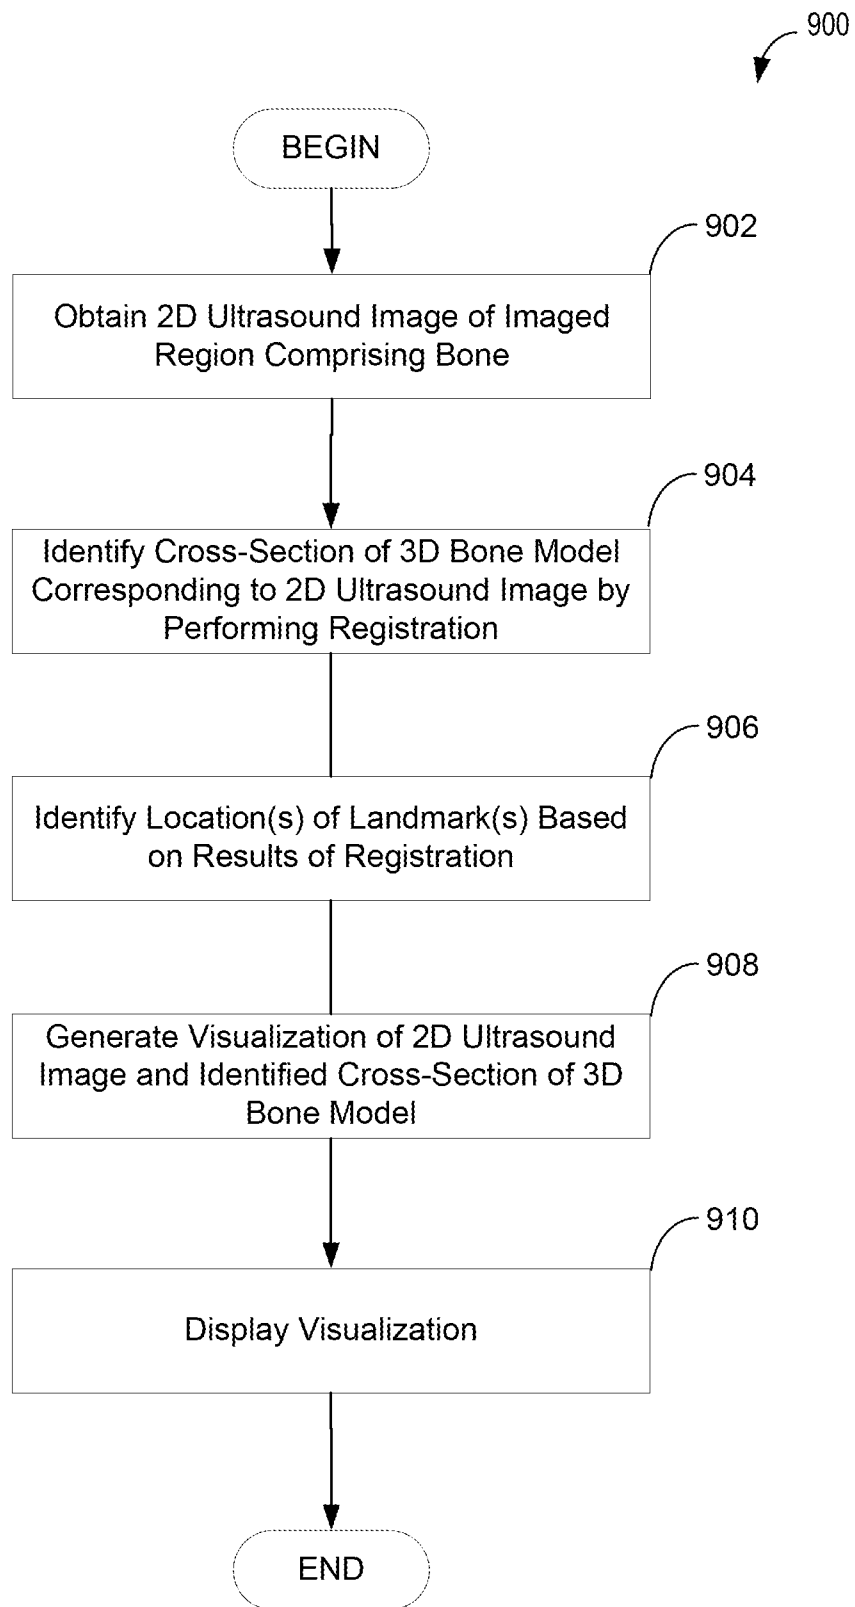 900
BEGIN
902
Obtain 2D Ultrasound Image of Imaged
Region Comprising Bone
904
Identify Cross-Section of 3D Bone Model
Corresponding to 2D Ultrasound Image by
Performing Registration
906
Identify Location(s) of Landmark(s) Based
on Results of Registration
908
Generate Visualization of 2D Ultrasound
Image and Identified Cross-Section of 3D
Bone Model
910
Display Visualization
END